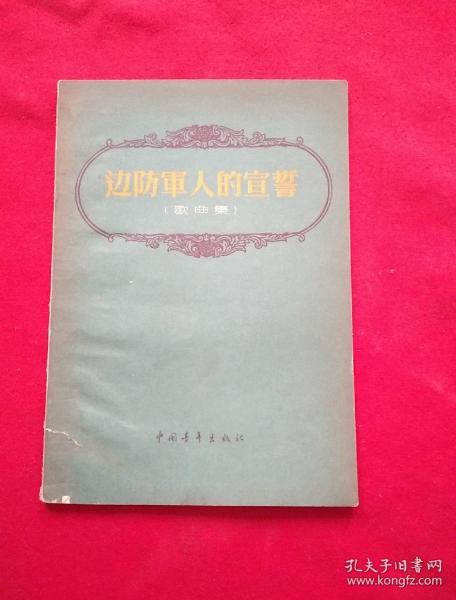 边防軍人的宣誓
(歌曲集)
中国青年出版社
孔夫子旧书网
www.kongfz.com